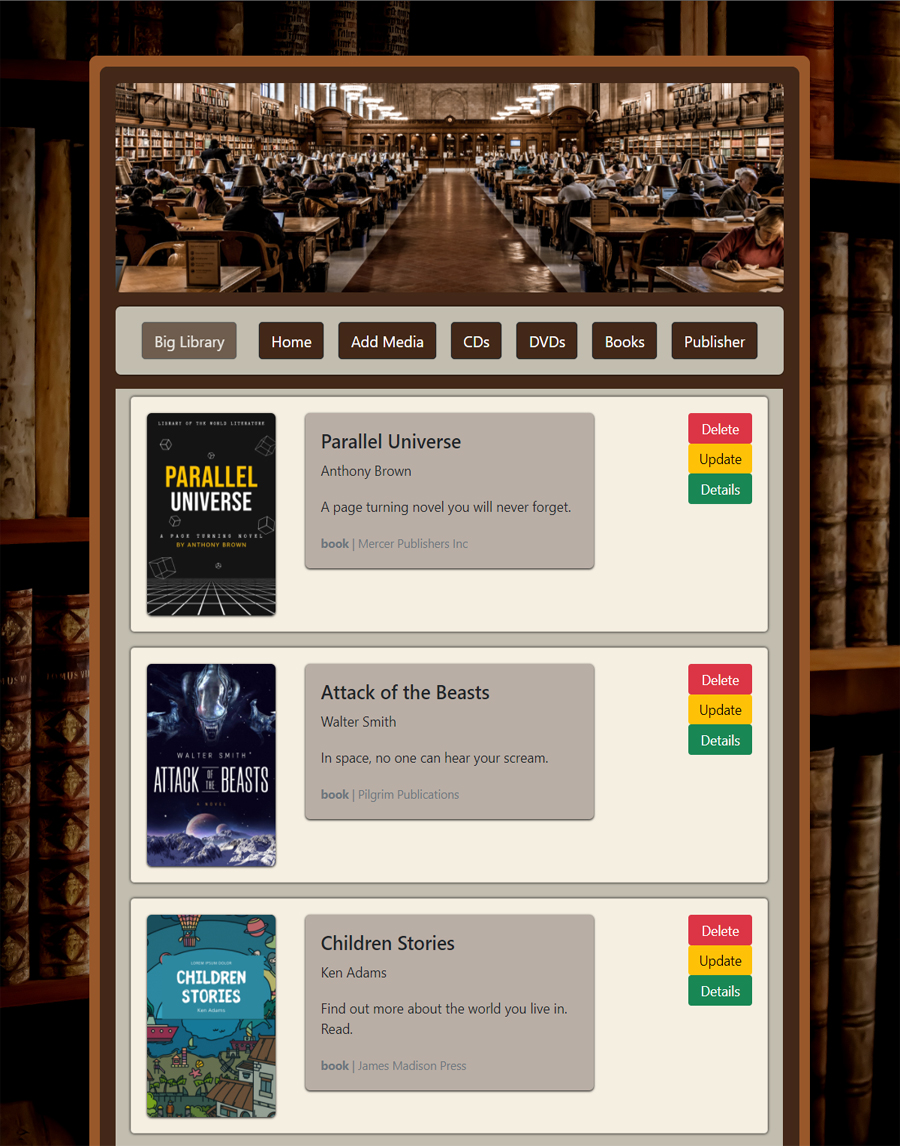 Big Library Home Add Media CDs DVDs Books Publisher
LIBRARY OF THE WORLD LITERATURE
PARALLEL
UNIVERSE
A PAGE TURNING NOVEL
BY ANTHONY BROWN
Parallel Universe
Anthony Brown
A page turning novel you will never forget.
book | Mercer Publishers Inc
Delete
Update
Details
WALTER SMITH
ATTACK OF THE BEASTS
A NOVEL
Attack of the Beasts
Walter Smith
In space, no one can hear your scream.
book | Pilgrim Publications
Delete
Update
Details
LOREM IPSUM DOLOR
CHILDREN
STORIES
Ken Adams
Children Stories
Ken Adams
Find out more about the world you live in.
Read.
book | James Madison Press
Delete
Update
Details